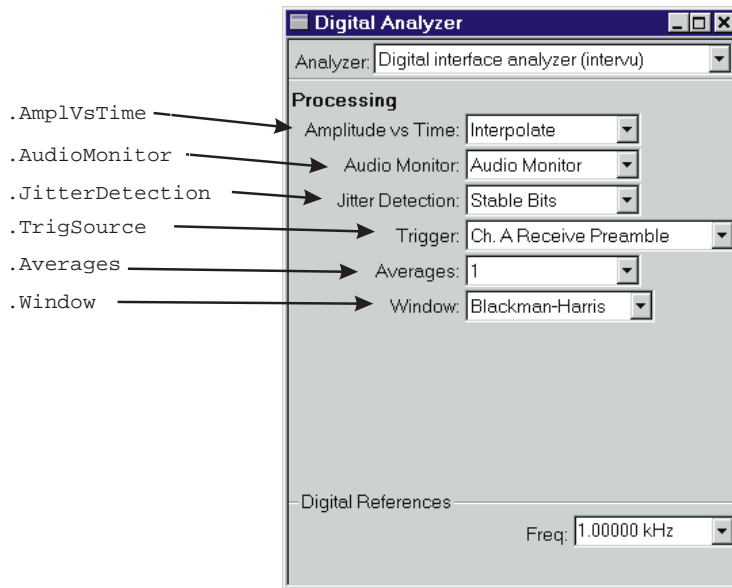 Digital Analyzer
Analyzer: Digital interface analyzer (intervu)
Processing
.AmplVsTime Amplitude vs Time: Interpolate
.AudioMonitor Audio Monitor: Audio Monitor
.JitterDetection Jitter Detection: Stable Bits
.TrigSource Trigger: Ch. A Receive Preamble
.Averages Averages: 1
.Window Window: Blackman-Harris
Digital References
Freq: 1.00000 kHz